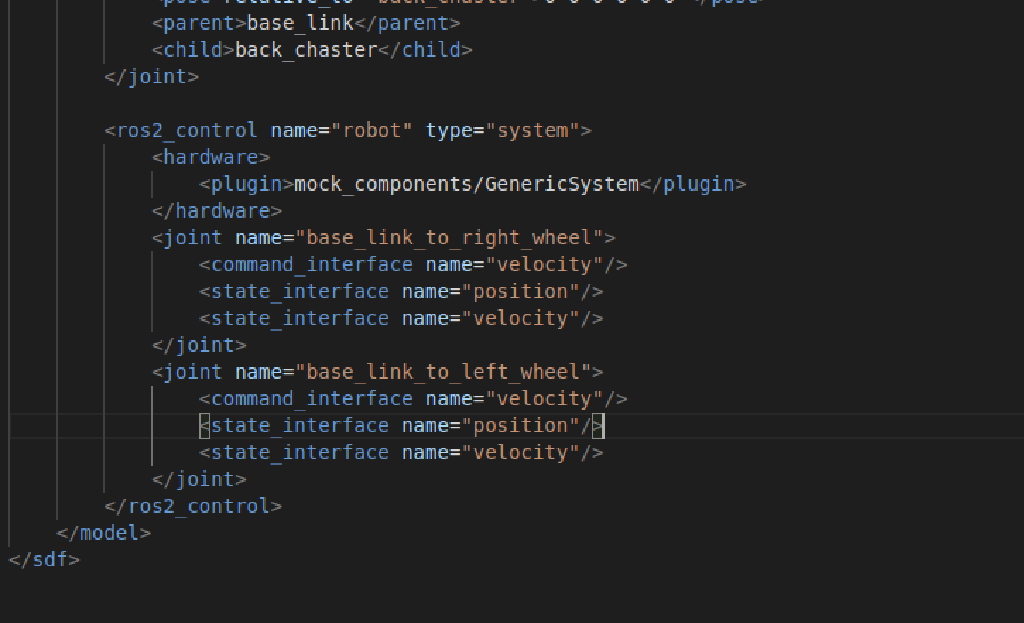 <parent>base_link</parent>
<child>back_chaster</child>
</joint>
<ros2_control name="robot" type="system">
<hardware>
<plugin>mock_components/GenericSystem</plugin>
</hardware>
<joint name="base_link_to_right_wheel">
<command_interface name="velocity"/>
<state_interface name="position"/>
<state_interface name="velocity"/>
</joint>
<joint name="base_link_to_left_wheel">
<command_interface name="velocity"/>
<state_interface name="position"/>
<state_interface name="velocity"/>
</joint>
</ros2_control>
</model>
</sdf>